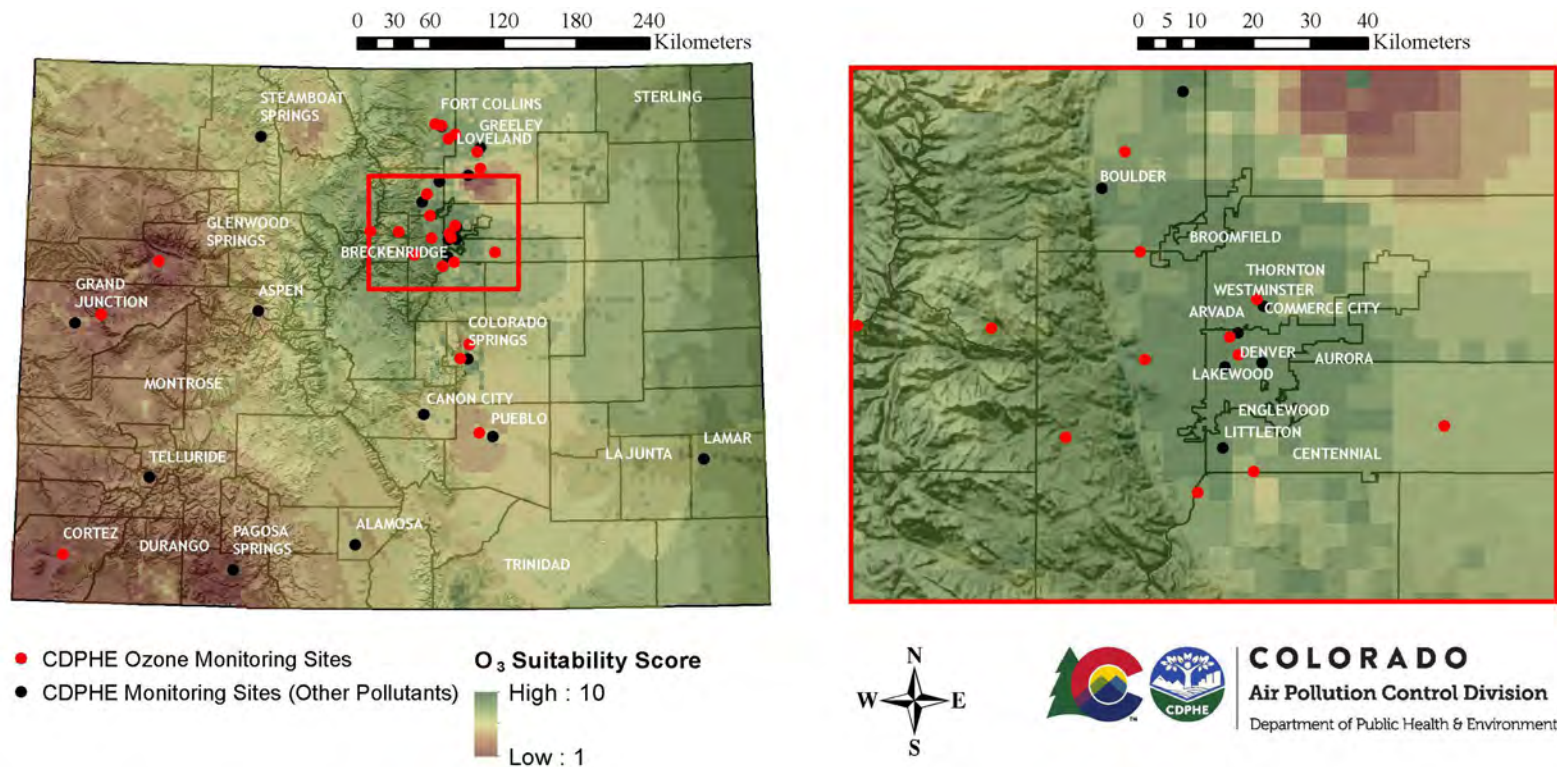 0 30 60 120 180 240
Kilometers
0 5 10 20 30 40
Kilometers
STEAMBOAT
SPRINGS
FORT COLLINS
STERLING
GREELEY
LOVELAND
GLENWOOD
SPRINGS
BRECKENRIDGE
GRAND
JUNCTION
ASPEN
COLORADO
SPRINGS
MONTROSE
CANON CITY
PUEBLO
LA JUNTA
LAMAR
TELLURIDE
CORTEZ
DURANGO
PAGOSA
SPRINGS
ALAMOSA
TRINIDAD
BOULDER
BROOMFIELD
THORNTON
WESTMINSTER
COMMERCE CITY
ARVADA
DENVER
AURORA
LAKEWOOD
ENGLEWOOD
LITTLETON
CENTENNIAL
CDPHE Ozone Monitoring Sites
CDPHE Monitoring Sites (Other Pollutants)
O3 Suitability Score
High : 10
Low : 1
N
W E
S
C
TM
CDPHE
COLORADO
Air Pollution Control Division
Department of Public Health & Environment